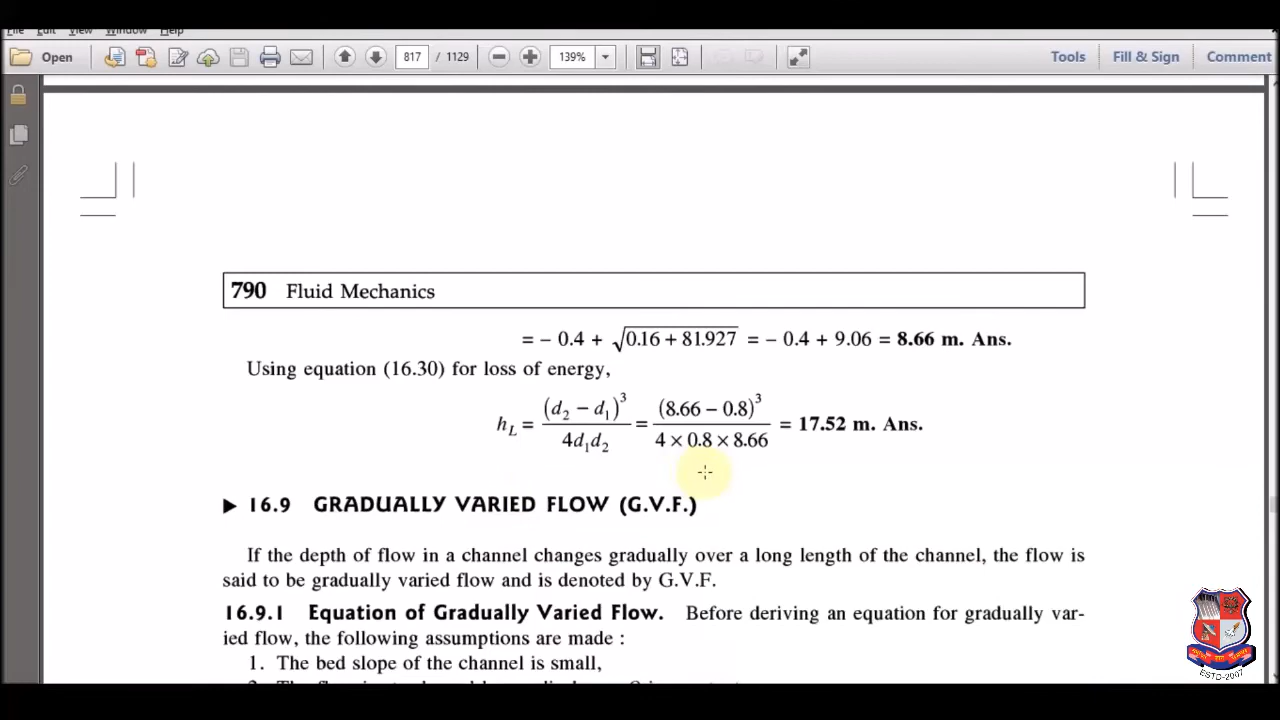 File Edit View Window Help
Open 817 / 1129 139% Tools Fill & Sign Comment
790 Fluid Mechanics
= − 0.4 + √(0.16 + 81.927) = − 0.4 + 9.06 = 8.66 m. Ans.
Using equation (16.30) for loss of energy,
h_L = (d₂ − d₁)³ / 4d₁d₂ = (8.66 − 0.8)³ / 4 × 0.8 × 8.66 = 17.52 m. Ans.
▶ 16.9 GRADUALLY VARIED FLOW (G.V.F.)
If the depth of flow in a channel changes gradually over a long length of the channel, the flow is
said to be gradually varied flow and is denoted by G.V.F.
16.9.1 Equation of Gradually Varied Flow. Before deriving an equation for gradually var-
ied flow, the following assumptions are made :
1. The bed slope of the channel is small,
ESTD-2007